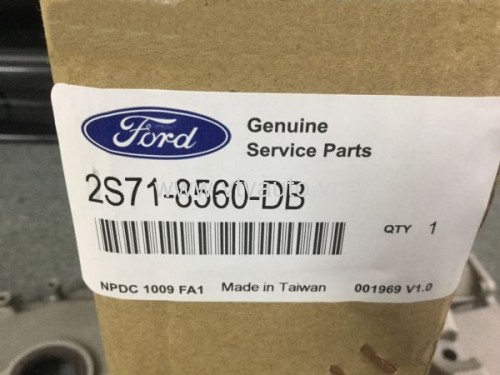 Ford
Genuine
Service Parts
2S71-8560-DB
QTY 1
NPDC 1009 FA1 Made in Taiwan 001969 V1.0